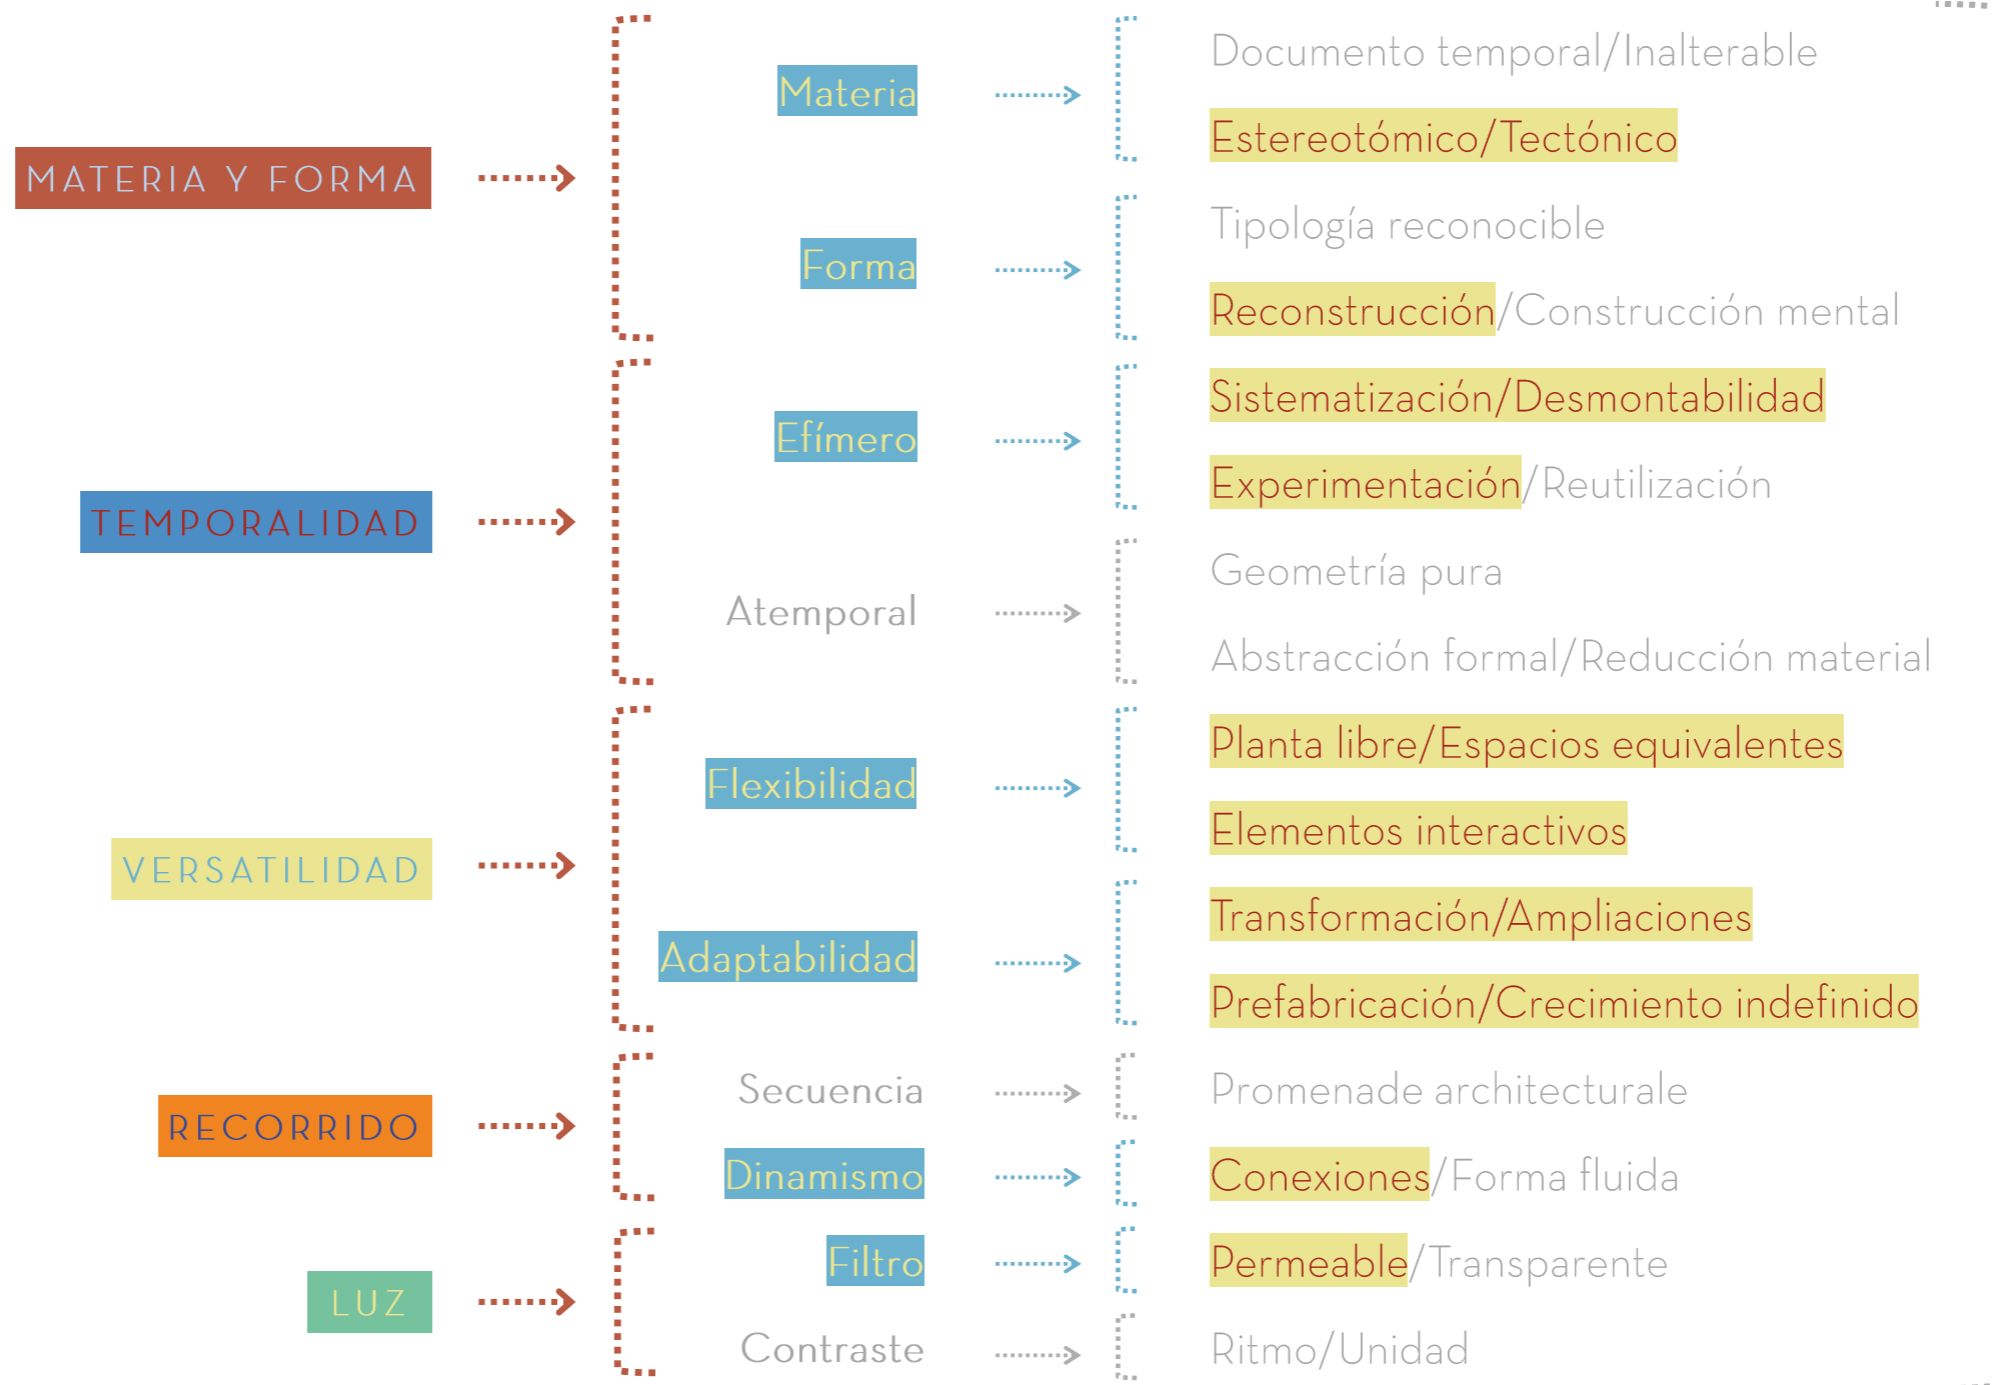 MATERIA Y FORMA
Materia
Documento temporal/Inalterable
Estereotómico/Tectónico
Forma
Tipología reconocible
Reconstrucción/Construcción mental
TEMPORALIDAD
Efímero
Sistematización/Desmontabilidad
Experimentación/Reutilización
Atemporal
Geometría pura
Abstracción formal/Reducción material
VERSATILIDAD
Flexibilidad
Planta libre/Espacios equivalentes
Elementos interactivos
Adaptabilidad
Transformación/Ampliaciones
Prefabricación/Crecimiento indefinido
RECORRIDO
Secuencia
Promenade architecturale
Dinamismo
Conexiones/Forma fluida
LUZ
Filtro
Permeable/Transparente
Contraste
Ritmo/Unidad